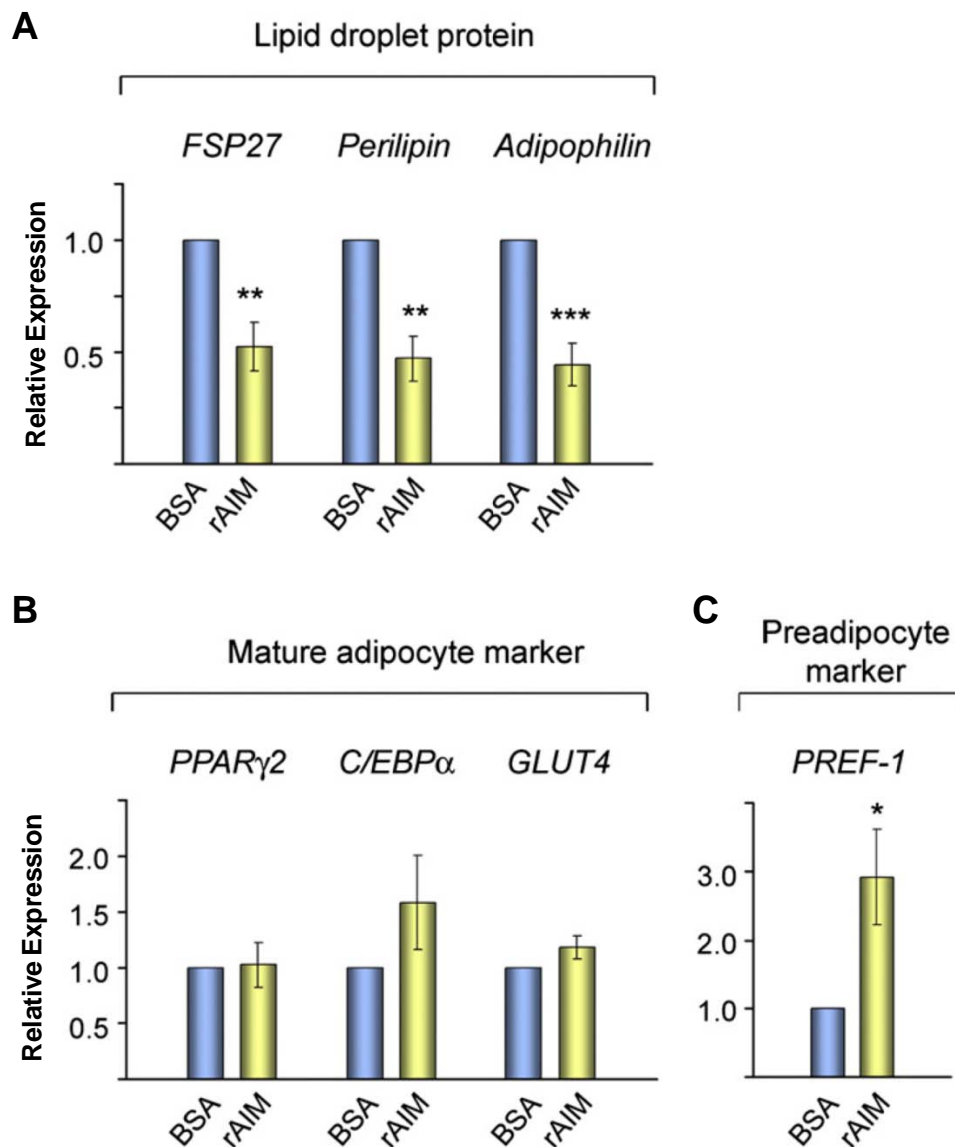 A
Lipid droplet protein
FSP27 Perilipin Adipophilin
Relative Expression
1.0
0.5
** ** ***
BSA rAIM BSA rAIM BSA rAIM
B
Mature adipocyte marker
PPARγ2 C/EBPα GLUT4
Relative Expression
2.0
1.5
1.0
0.5
BSA rAIM BSA rAIM BSA rAIM
C
Preadipocyte
marker
PREF-1
*
3.0
2.0
1.0
BSA rAIM